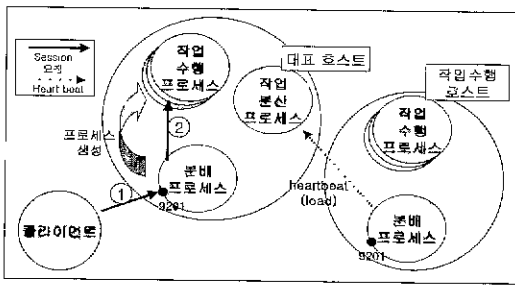 Session
요청
Heart beat
작업
수행
프로세스
대표 호스트
작업
분산
프로세스
작업수행
호스트
작업
수행
프로세스
프로세스
생성
②
①
분배
프로세스
9201
heartbeat
(load)
클라이언트
분배
프로세스
9201